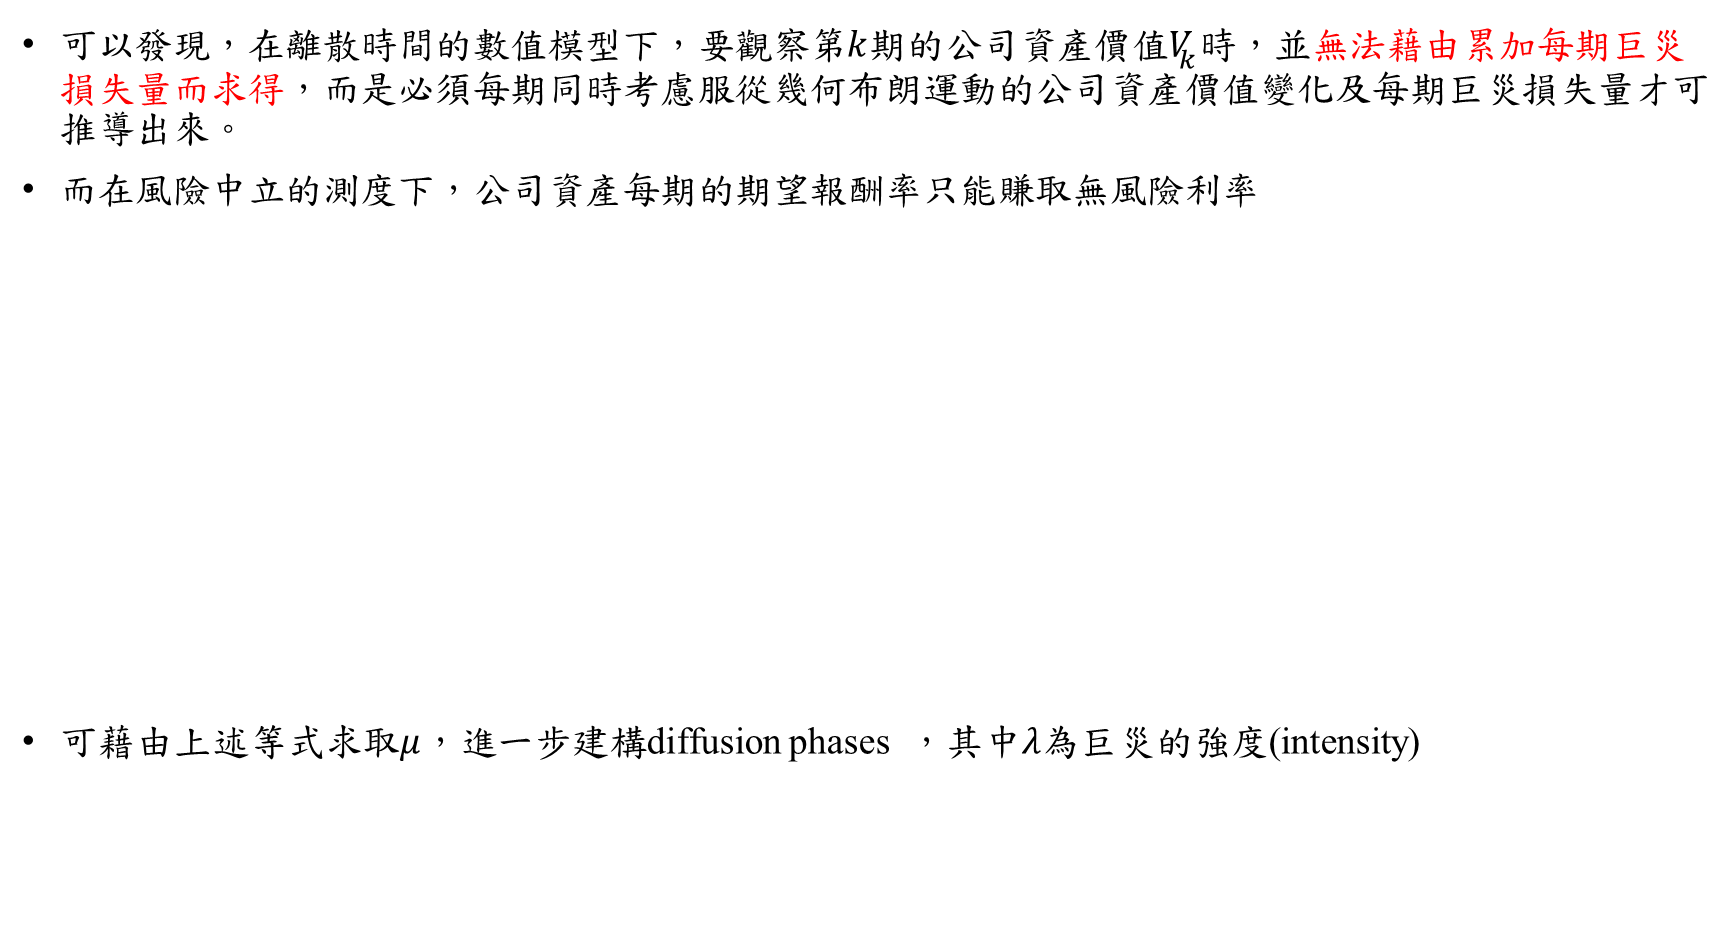 • 可以發現，在離散時間的數值模型下，要觀察第k期的公司資產價值Vₖ時，並無法藉由累加每期巨災
損失量而求得，而是必須每期同時考慮服從幾何布朗運動的公司資產價值變化及每期巨災損失量才可
推導出來。
• 而在風險中立的測度下，公司資產每期的期望報酬率只能賺取無風險利率
• 可藉由上述等式求取μ，進一步建構diffusion phases ，其中λ為巨災的強度(intensity)